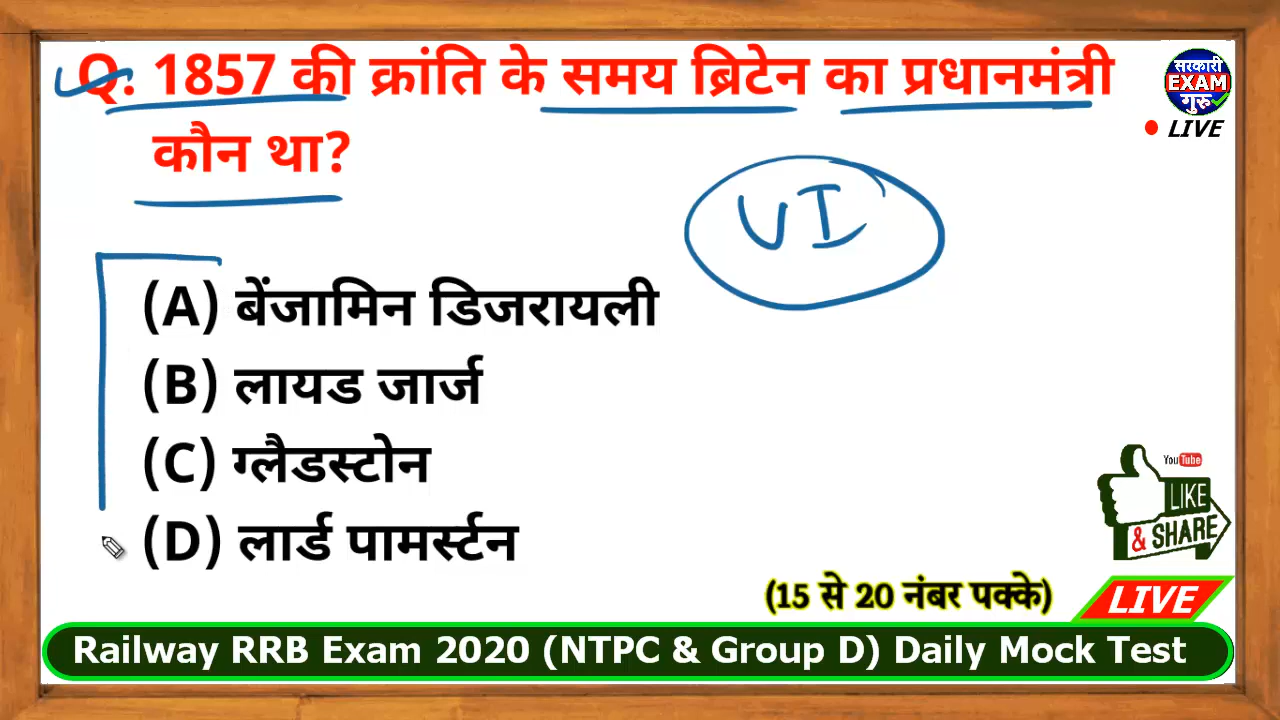 Q. 1857 की क्रांति के समय ब्रिटेन का प्रधानमंत्री
कौन था?
सरकारी
EXAM
गुरु
LIVE
VI
(A) बेंजामिन डिजरायली
(B) लायड जार्ज
(C) ग्लैडस्टोन
(D) लार्ड पामर्स्टन
YouTube
LIKE
& SHARE
(15 से 20 नंबर पक्के)
LIVE
Railway RRB Exam 2020 (NTPC & Group D) Daily Mock Test